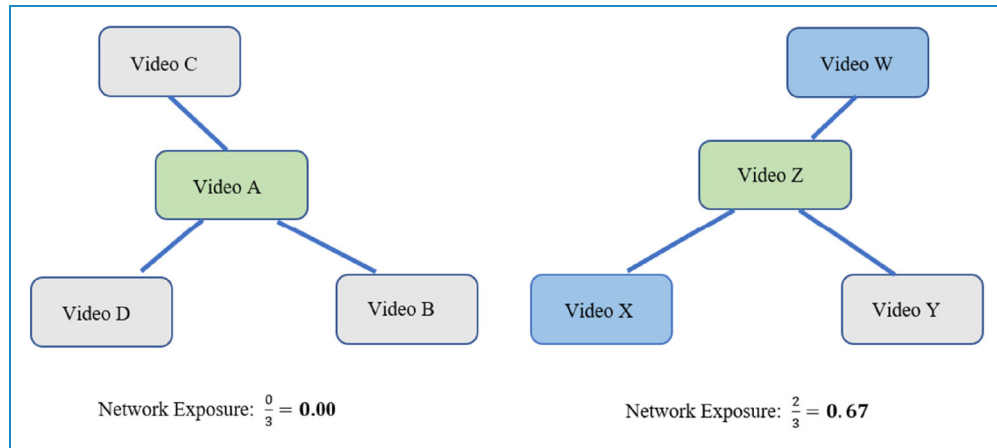 Video C
Video A
Video D
Video B
Network Exposure: 0/3 = 0.00
Video W
Video Z
Video X
Video Y
Network Exposure: 2/3 = 0.67